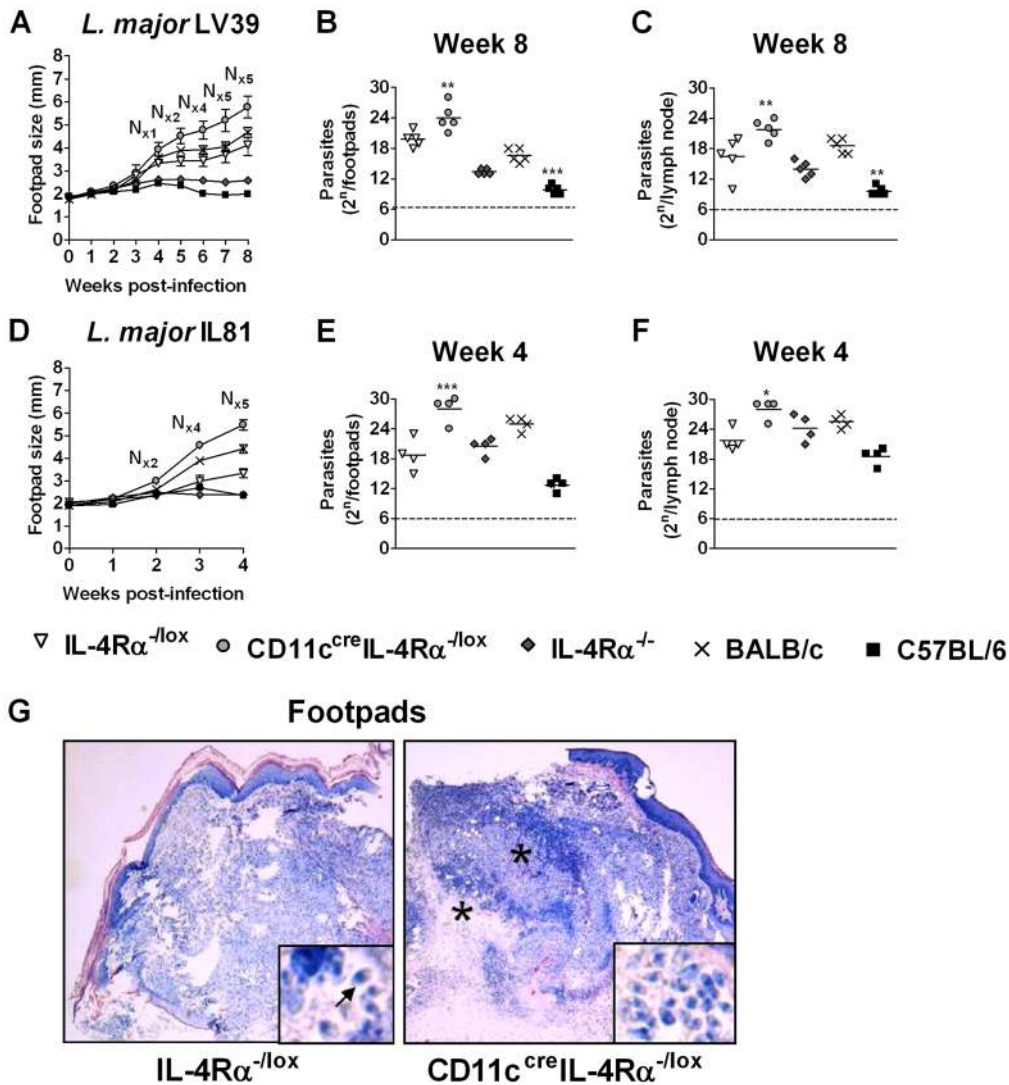 A L. major LV39
Footpad size (mm)
8
7
6
5
4
3
2
1
0
Nx1
Nx2
Nx4
Nx5
Nx5
0 1 2 3 4 5 6 7 8
Weeks post-infection
B Week 8
Parasites
(2ⁿ/footpads)
30
24
18
12
6
0
**
***
C Week 8
Parasites
(2ⁿ/lymph node)
30
24
18
12
6
0
**
**
D L. major IL81
Footpad size (mm)
8
7
6
5
4
3
2
1
0
Nx2
Nx4
Nx5
0 1 2 3 4
Weeks post-infection
E Week 4
Parasites
(2ⁿ/footpads)
30
24
18
12
6
0
***
F Week 4
Parasites
(2ⁿ/lymph node)
30
24
18
12
6
0
*
IL-4Rα-/lox CD11ccreIL-4Rα-/lox IL-4Rα-/- BALB/c C57BL/6
G Footpads
*
*
IL-4Rα-/lox CD11ccreIL-4Rα-/lox